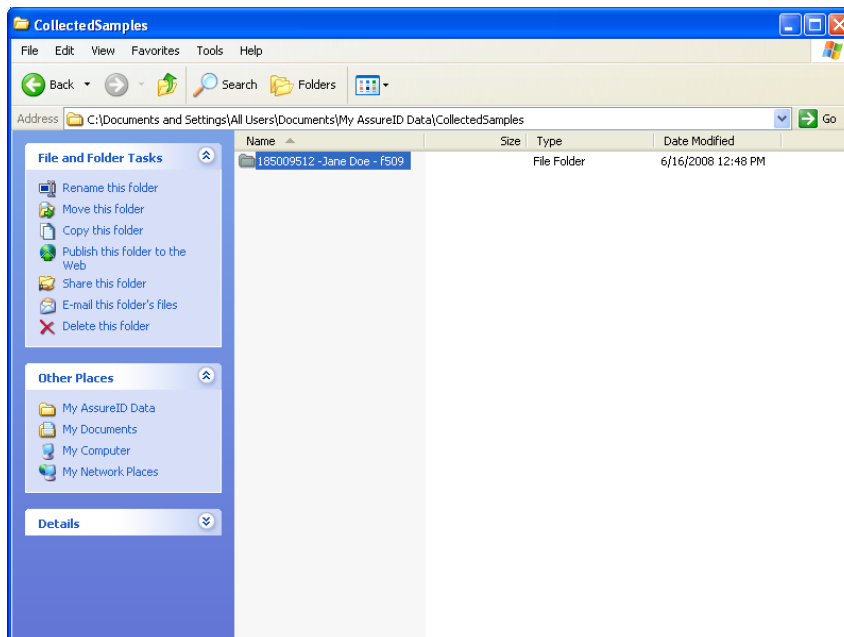 CollectedSamples
File Edit View Favorites Tools Help
Back Search Folders
Address C:\Documents and Settings\All Users\Documents\My AssureID Data\CollectedSamples Go
Name Size Type Date Modified
185009512 -Jane Doe - f509 File Folder 6/16/2008 12:48 PM
File and Folder Tasks
Rename this folder
Move this folder
Copy this folder
Publish this folder to the
Web
Share this folder
E-mail this folder's files
Delete this folder
Other Places
My AssureID Data
My Documents
My Computer
My Network Places
Details